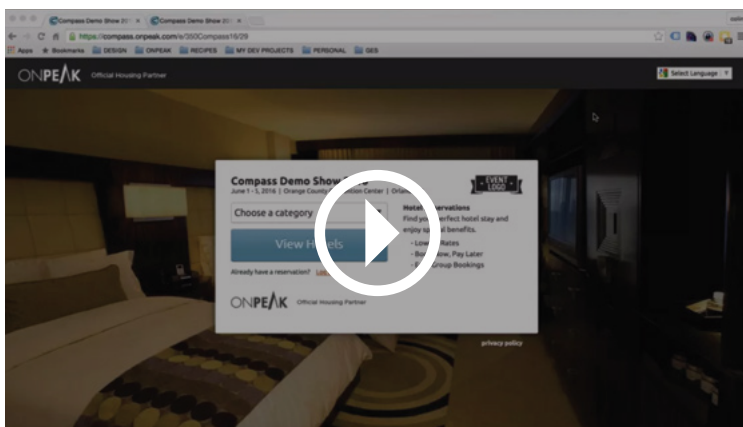 Compass Demo Show 201
Compass Demo Show 201
https://compass.onpeak.com/e/350Compass16/29
Apps Bookmarks DESIGN ONPEAK RECIPES MY DEV PROJECTS PERSONAL GES
ONPEAK Official Housing Partner
Select Language
Compass Demo Show
June 1 - 5, 2016 | Orange County Center |
EVENT
LOGO
Choose a category
Hotel
Find perfect hotel stay and
enjoy benefits.
View Hotels
- Rates
Pay Later
Group Bookings
Already have a reservation?
ONPEAK Official Housing Partner
privacy policy